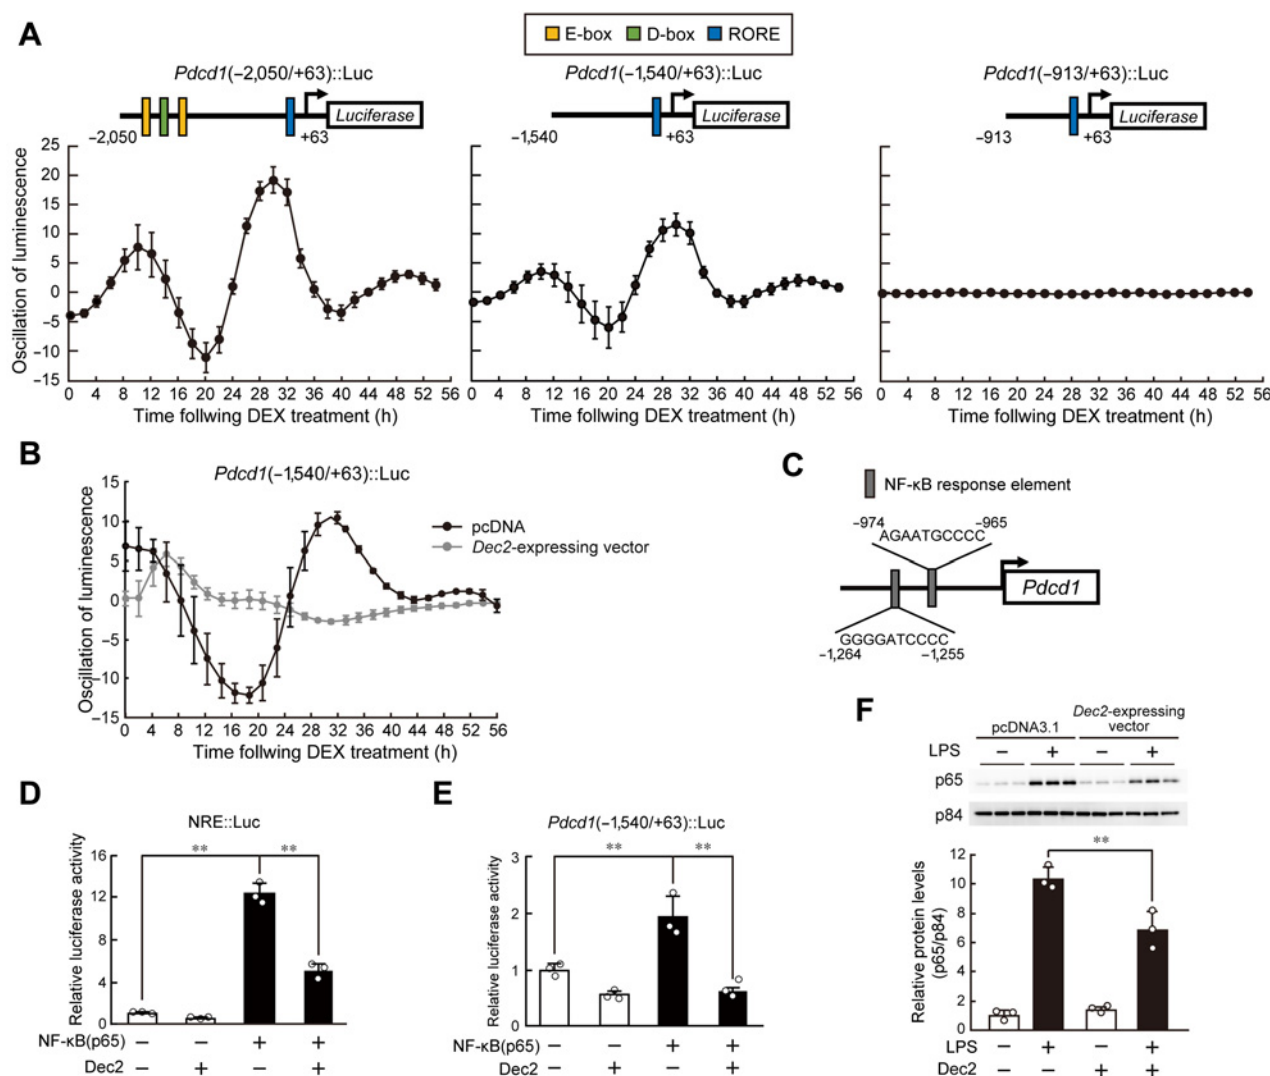 A
E-box D-box RORE
Pdcd1(−2,050/+63)::Luc
Pdcd1(−1,540/+63)::Luc
Pdcd1(−913/+63)::Luc
Luciferase
Luciferase
Luciferase
−2,050 +63
−1,540 +63
−913 +63
Oscillation of luminescence
25
20
15
10
5
0
−5
−10
−15
0 4 8 12 16 20 24 28 32 36 40 44 48 52 56
0 4 8 12 16 20 24 28 32 36 40 44 48 52 56
0 4 8 12 16 20 24 28 32 36 40 44 48 52 56
Time follwing DEX treatment (h)
Time follwing DEX treatment (h)
Time follwing DEX treatment (h)
B
Pdcd1(−1,540/+63)::Luc
Oscillation of luminescence
15
10
5
0
−5
−10
−15
pcDNA
Dec2-expressing vector
0 4 8 12 16 20 24 28 32 36 40 44 48 52 56
Time follwing DEX treatment (h)
C
NF-κB response element
−974 −965
AGAATGCCCC
Pdcd1
GGGGATCCCC
−1,264 −1,255
D
NRE::Luc
Relative luciferase activity
16
12
8
4
0
** **
NF-κB(p65) − − + +
Dec2 − + − +
E
Pdcd1(−1,540/+63)::Luc
Relative luciferase activity
3
2
1
0
** **
NF-κB(p65) − − + +
Dec2 − + − +
F
pcDNA3.1
Dec2-expressing
vector
LPS − + − +
p65
p84
Relative protein levels
(p65/p84)
12
10
8
6
4
2
0
**
LPS − + − +
Dec2 − − + +